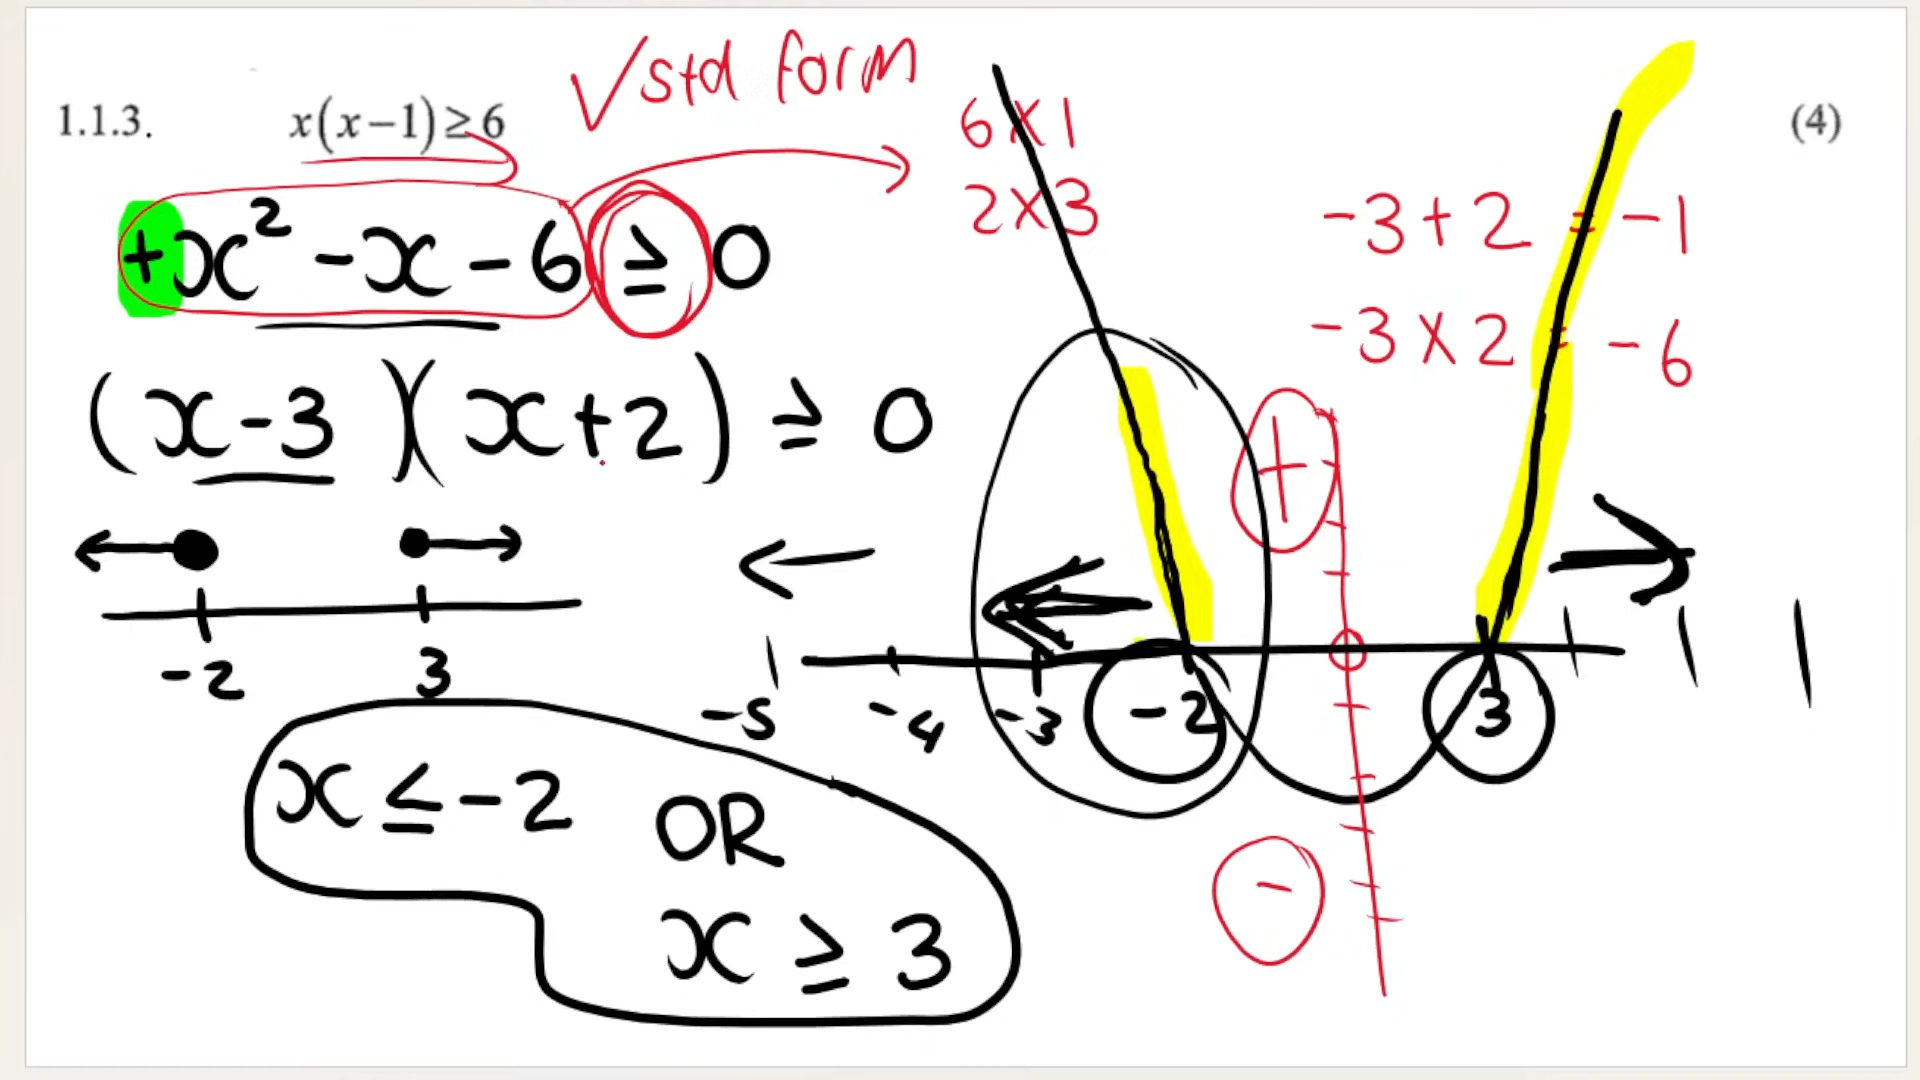 √std form
1.1.3. x(x−1)≥6 (4)
6×1
2×3
+x²-x-6≥0
-3+2=-1
-3×2=-6
(x-3)(x+2)≥0
+
-2 3
-5 -4 -3 -2 3
x≤-2 OR
x≥3
-